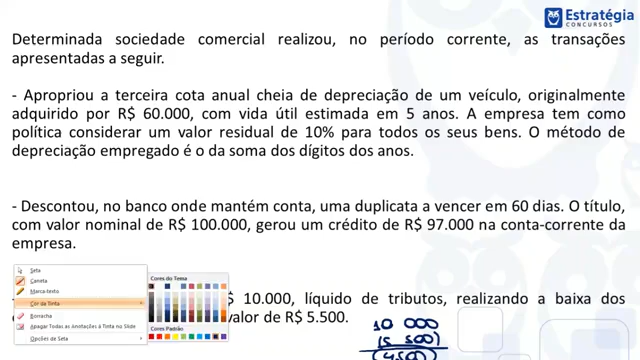 Estratégia
CONCURSOS
Determinada sociedade comercial realizou, no período corrente, as transações
apresentadas a seguir.
- Apropriou a terceira cota anual cheia de depreciação de um veículo, originalmente
adquirido por R$ 60.000, com vida útil estimada em 5 anos. A empresa tem como
política considerar um valor residual de 10% para todos os seus bens. O método de
depreciação empregado é o da soma dos dígitos dos anos.
- Descontou, no banco onde mantém conta, uma duplicata a vencer em 60 dias. O título,
com valor nominal de R$ 100.000, gerou um crédito de R$ 97.000 na conta-corrente da
empresa.
Seta
Caneta
Marca-texto
Cor da Tinta
Borracha
Apagar Todas as Anotações à Tinta no Slide
Opções de Seta
Cores do Tema
Cores Padrão
$ 10.000, líquido de tributos, realizando a baixa dos
valor de R$ 5.500.
10 000
(5 500)
(4500)